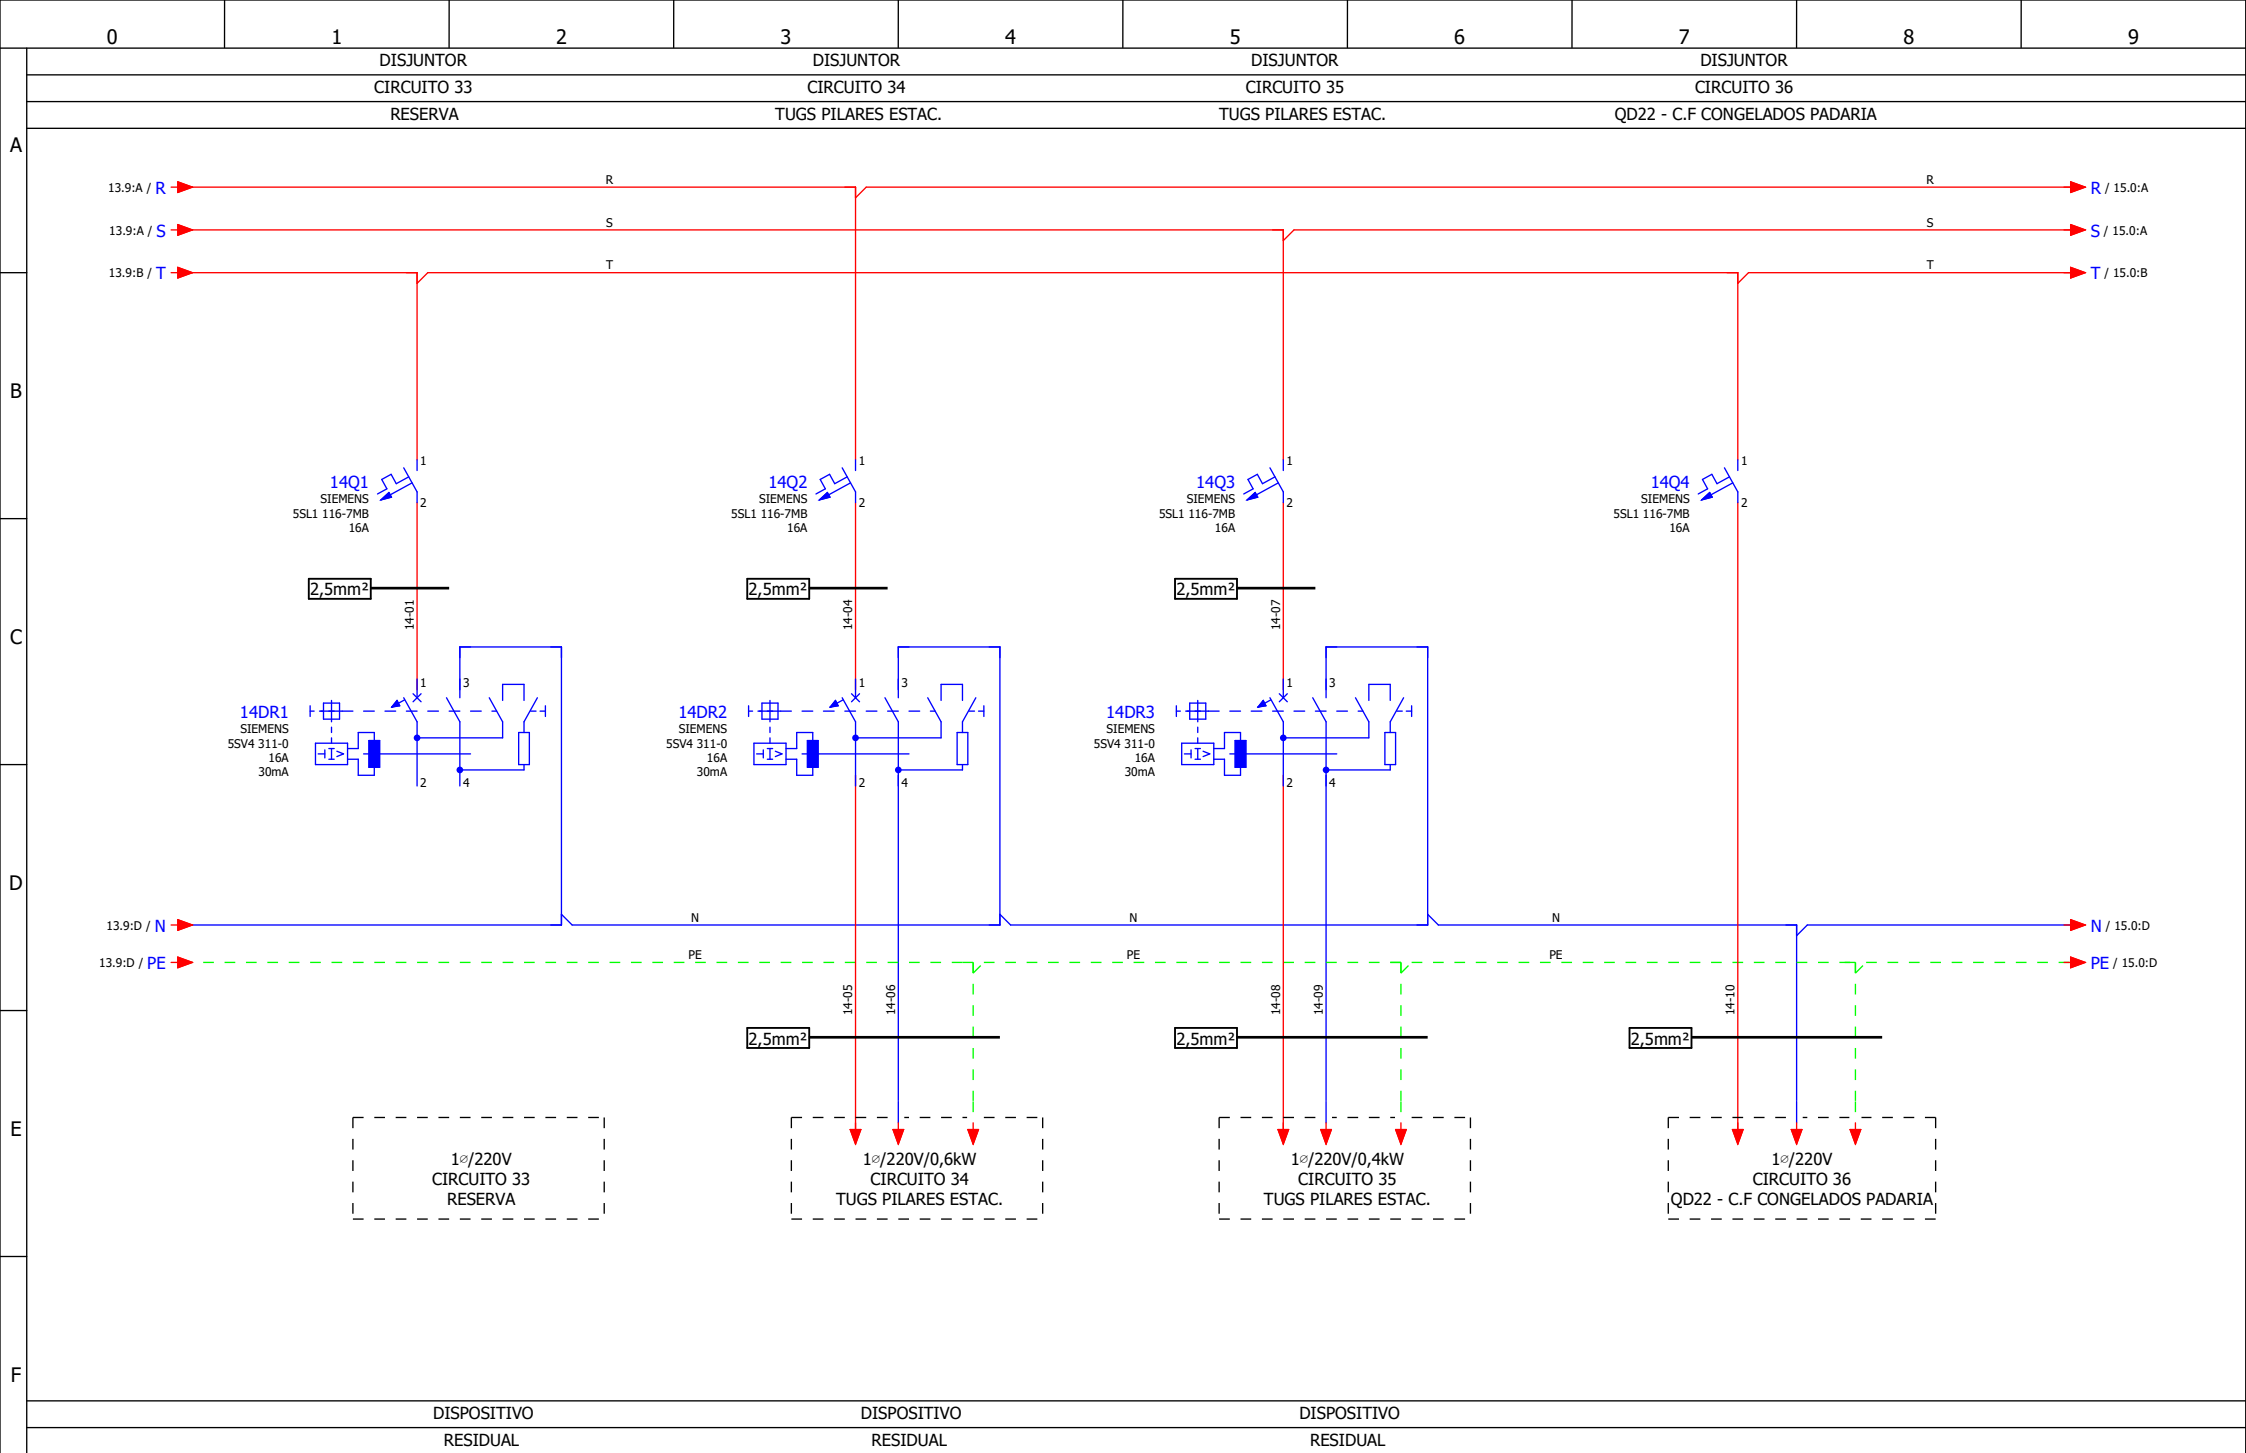 0 1 2 3 4 5 6 7 8 9
DISJUNTOR DISJUNTOR DISJUNTOR DISJUNTOR
CIRCUITO 33 CIRCUITO 34 CIRCUITO 35 CIRCUITO 36
RESERVA TUGS PILARES ESTAC. TUGS PILARES ESTAC. QD22 - C.F CONGELADOS PADARIA
A
13.9:A / R R R R / 15.0:A
13.9:A / S S S S / 15.0:A
13.9:B / T T T T / 15.0:B
B
1 1 1 1
14Q1 14Q2 14Q3 14Q4
SIEMENS SIEMENS SIEMENS SIEMENS
2 2 2 2
5SL1 116-7MB 5SL1 116-7MB 5SL1 116-7MB 5SL1 116-7MB
16A 16A 16A 16A
2,5mm² 2,5mm² 2,5mm²
14-01 14-04 14-07
C
1 3 1 3 1 3
14DR1 14DR2 14DR3
SIEMENS SIEMENS SIEMENS
5SV4 311-0 5SV4 311-0 5SV4 311-0
I> I> I>
16A 16A 16A
30mA 30mA 30mA
2 4 2 4 2 4
D
13.9:D / N N N N N / 15.0:D
13.9:D / PE PE PE PE PE / 15.0:D
14-05 14-06 14-08 14-09 14-10
2,5mm² 2,5mm² 2,5mm²
E
1⌀/220V 1⌀/220V/0,6kW 1⌀/220V/0,4kW 1⌀/220V
CIRCUITO 33 CIRCUITO 34 CIRCUITO 35 CIRCUITO 36
RESERVA TUGS PILARES ESTAC. TUGS PILARES ESTAC. QD22 - C.F CONGELADOS PADARIA
F
DISPOSITIVO DISPOSITIVO DISPOSITIVO
RESIDUAL RESIDUAL RESIDUAL